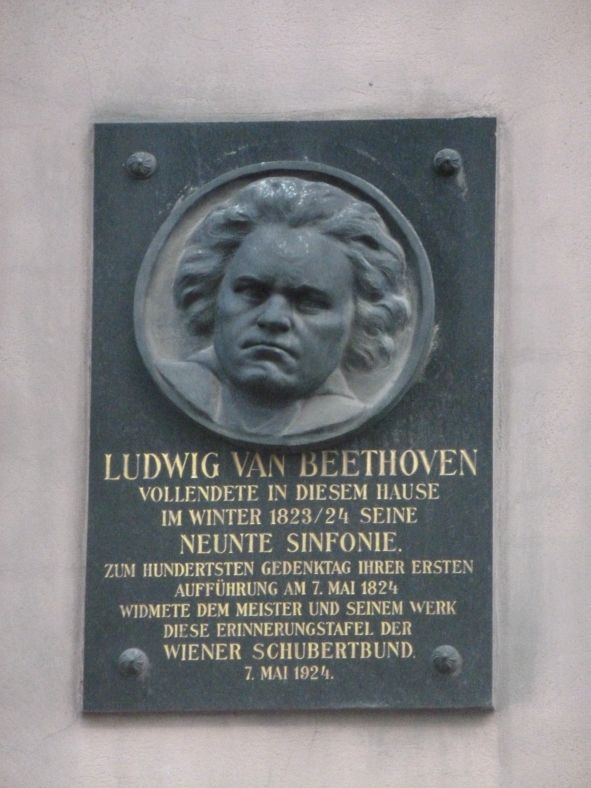 LUDWIG VAN BEETHOVEN
VOLLENDETE IN DIESEM HAUSE
IM WINTER 1823/24 SEINE
NEUNTE SINFONIE.
ZUM HUNDERTSTEN GEDENKTAG IHRER ERSTEN
AUFFÜHRUNG AM 7. MAI 1824
WIDMETE DEM MEISTER UND SEINEM WERK
DIESE ERINNERUNGSTAFEL DER
WIENER SCHUBERTBUND.
7. MAI 1924.